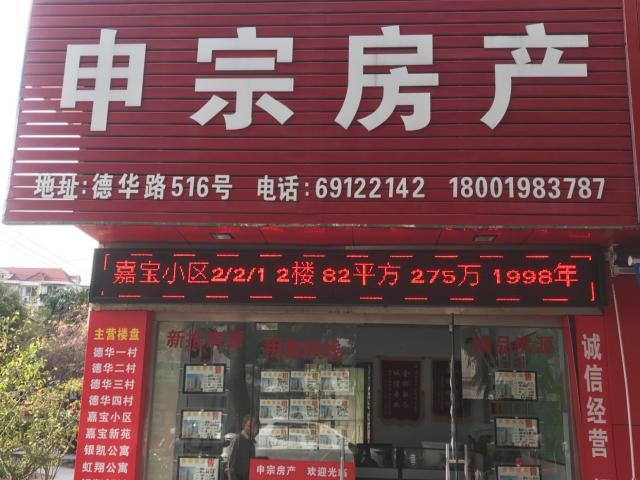 申宗房产
地址:德华路516号 电话:69122142 18001983787
嘉宝小区2/2/1 2楼 82平方 275万 1998年
主营楼盘
德华一村
德华二村
德华三村
德华四村
嘉宝小区
嘉宝新苑
银凯公寓
虹翔公寓
新推房源
精品房源
诚信经营
申宗房产 欢迎光临